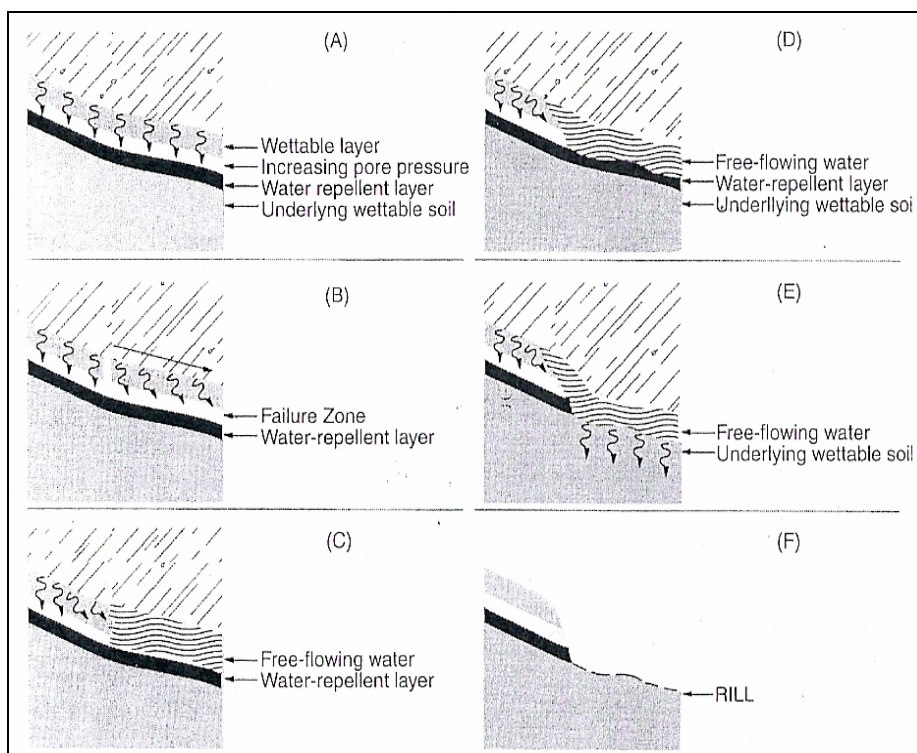 (A)
Wettable layer
Increasing pore pressure
Water repellent layer
Underlyng wettable soil
(B)
Failure Zone
Water-repellent layer
(C)
Free-flowing water
Water-repellent layer
(D)
Free-flowing water
Water-repellent layer
Underllying wettable soi
(E)
Free-flowing water
Underlying wettable soil
(F)
RILL